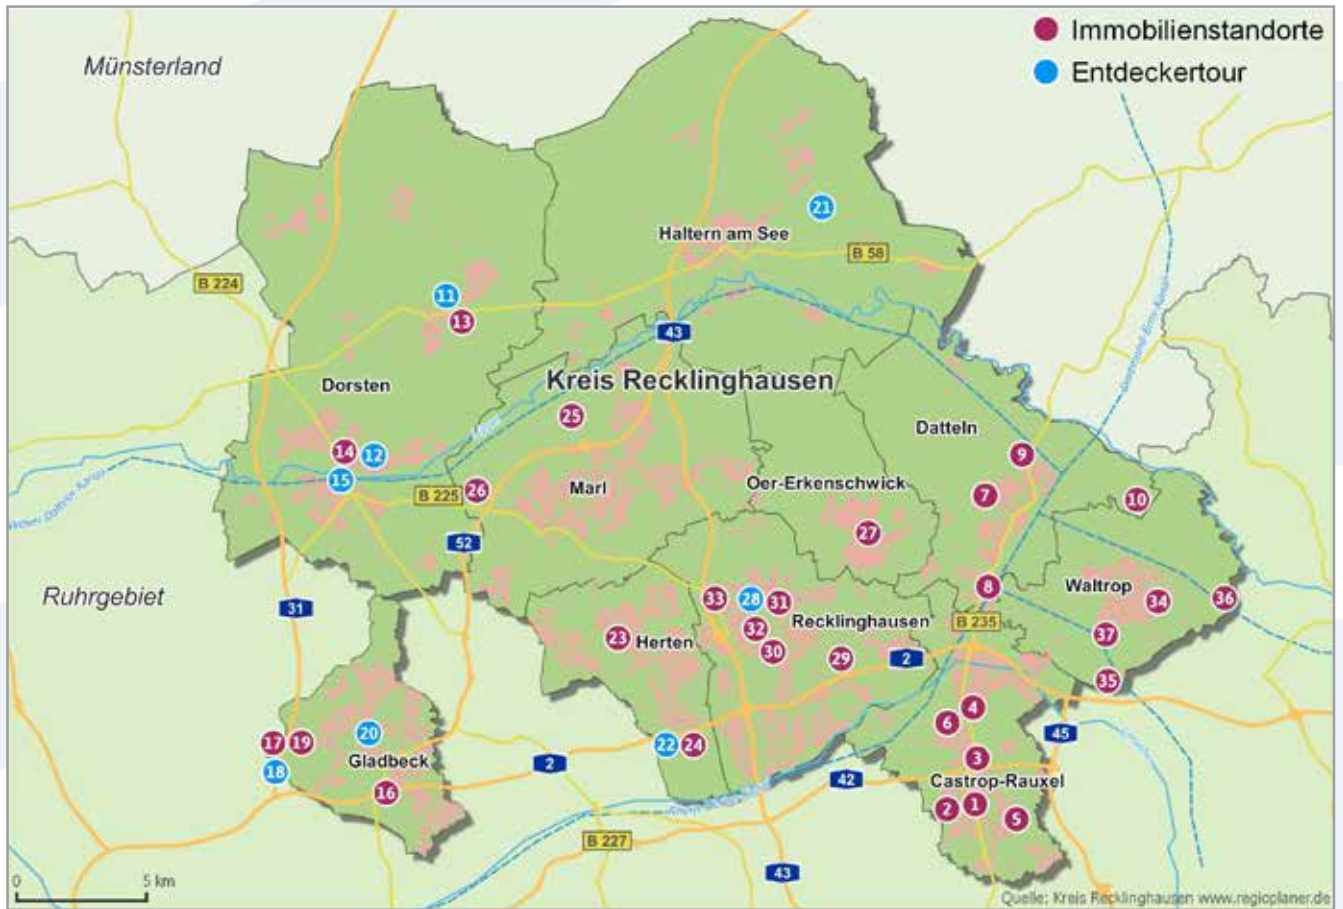 Münsterland
Immobilienstandorte
Entdeckertour
21
Haltern am See
B 58
B 224
11
13
43
Dorsten
Kreis Recklinghausen
25
Datteln
14
12
15
9
B 225
26
Marl
Oer-Erkenschwick
7
10
27
52
Ruhrgebiet
31
33
28
31
8
Waltrop
34
36
23
Herten
32
Recklinghausen
B 235
37
30
29
2
35
17
19
20
18
Gladbeck
16
2
22
24
4
6
45
3
42
Castrop-Rauxel
2
1
5
B 227
43
0
5 km
Quelle: Kreis Recklinghausen www.regioplaner.de